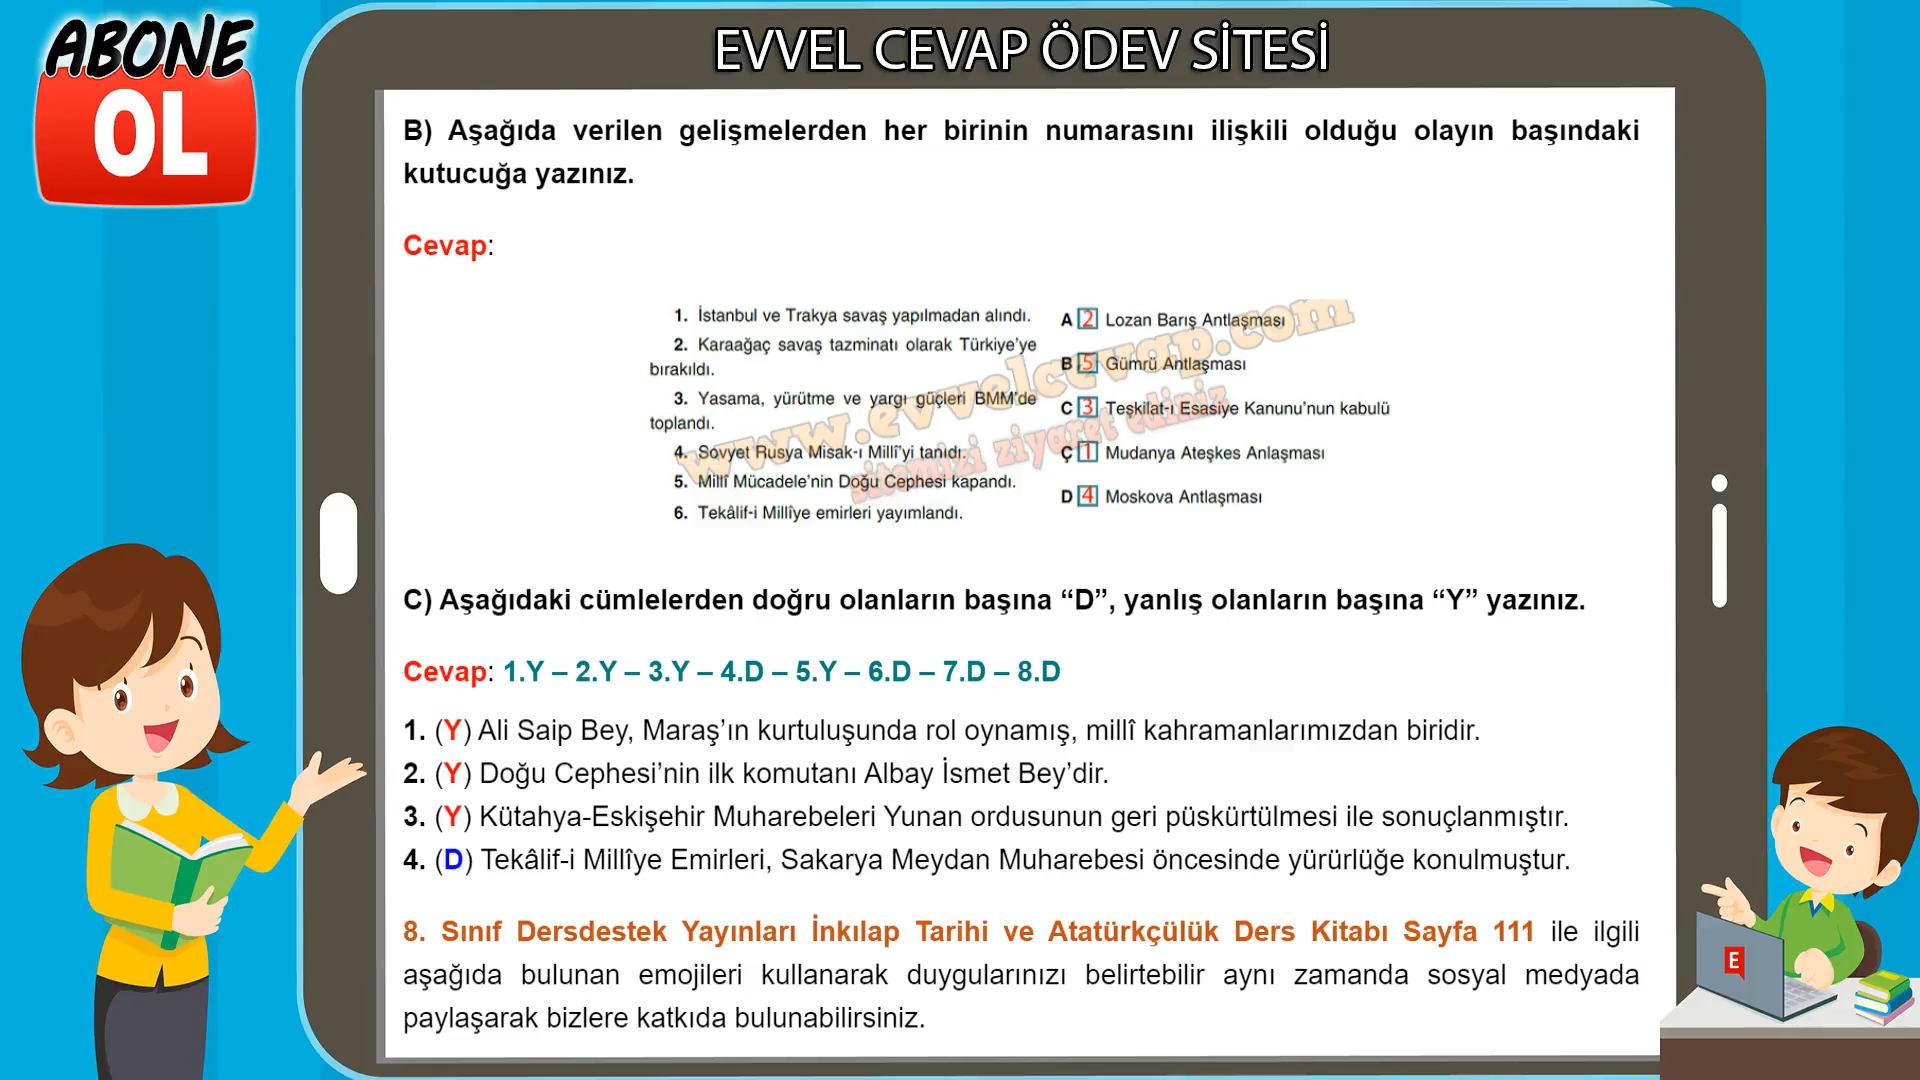 ABONE
OL
EVVEL CEVAP ÖDEV SİTESİ
B) Aşağıda verilen gelişmelerden her birinin numarasını ilişkili olduğu olayın başındaki
kutucuğa yazınız.
Cevap:
1. İstanbul ve Trakya savaş yapılmadan alındı.
2. Karaağaç savaş tazminatı olarak Türkiye'ye
bırakıldı.
3. Yasama, yürütme ve yargı güçleri BMM'de
toplandı.
4. Sovyet Rusya Misak-ı Millî'yi tanıdı.
5. Millî Mücadele'nin Doğu Cephesi kapandı.
6. Tekâlif-i Millîye emirleri yayımlandı.
A 2 Lozan Barış Antlaşması
B 5 Gümrü Antlaşması
C 3 Teşkilat-ı Esasiye Kanunu'nun kabulü
Ç 1 Mudanya Ateşkes Anlaşması
D 4 Moskova Antlaşması
www.evvelcevap.com
sitemizi ziyaret ediniz
C) Aşağıdaki cümlelerden doğru olanların başına “D”, yanlış olanların başına “Y” yazınız.
Cevap: 1.Y – 2.Y – 3.Y – 4.D – 5.Y – 6.D – 7.D – 8.D
1. (Y) Ali Saip Bey, Maraş’ın kurtuluşunda rol oynamış, millî kahramanlarımızdan biridir.
2. (Y) Doğu Cephesi’nin ilk komutanı Albay İsmet Bey’dir.
3. (Y) Kütahya-Eskişehir Muharebeleri Yunan ordusunun geri püskürtülmesi ile sonuçlanmıştır.
4. (D) Tekâlif-i Millîye Emirleri, Sakarya Meydan Muharebesi öncesinde yürürlüğe konulmuştur.
8. Sınıf Dersdestek Yayınları İnkılap Tarihi ve Atatürkçülük Ders Kitabı Sayfa 111 ile ilgili
aşağıda bulunan emojileri kullanarak duygularınızı belirtebilir aynı zamanda sosyal medyada
paylaşarak bizlere katkıda bulunabilirsiniz.
E